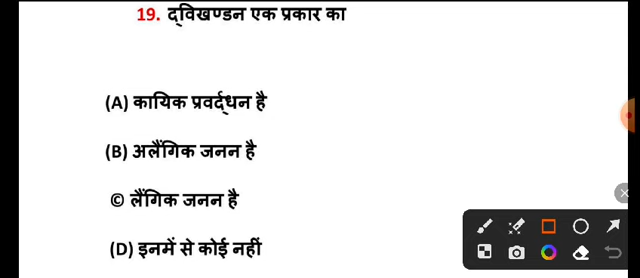 19. द्विखण्डन एक प्रकार का
(A) कायिक प्रवर्द्धन है
(B) अलैंगिक जनन है
© लैंगिक जनन है
(D) इनमें से कोई नहीं